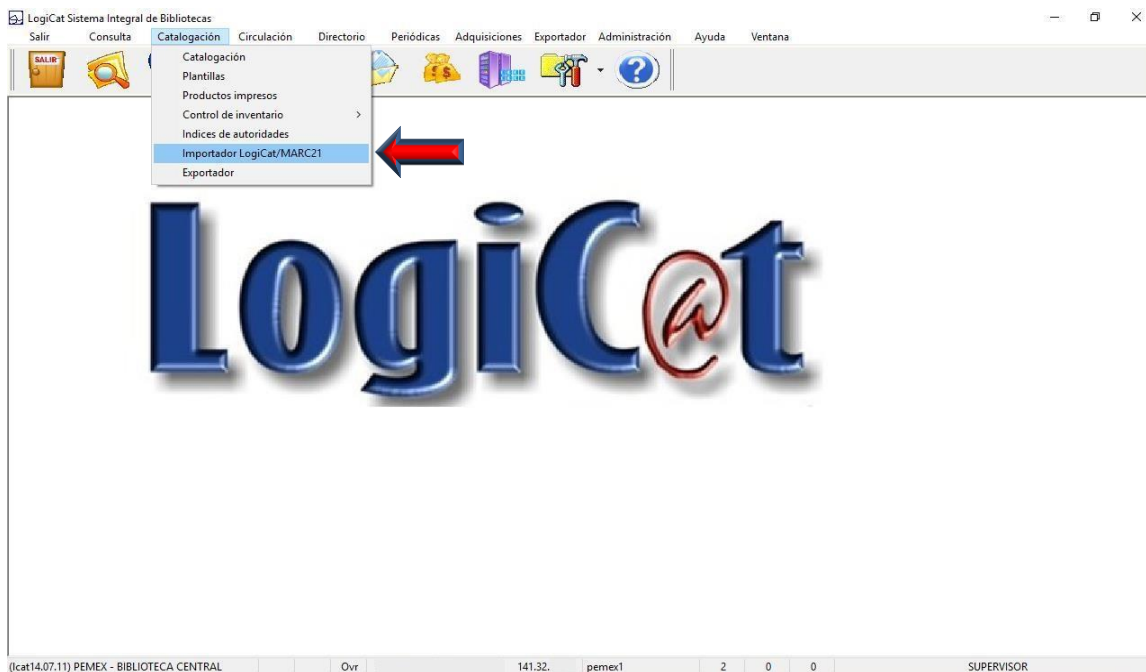 LogiCat Sistema Integral de Bibliotecas
Salir Consulta Catalogación Circulación Directorio Periódicas Adquisiciones Exportador Administración Ayuda Ventana
SALIR
Catalogación
Plantillas
Productos impresos
Control de inventario
Indices de autoridades
Importador LogiCat/MARC21
Exportador
LogiC@t
(lcat14.07.11) PEMEX - BIBLIOTECA CENTRAL Ovr 141.32. pemex1 2 0 0 SUPERVISOR